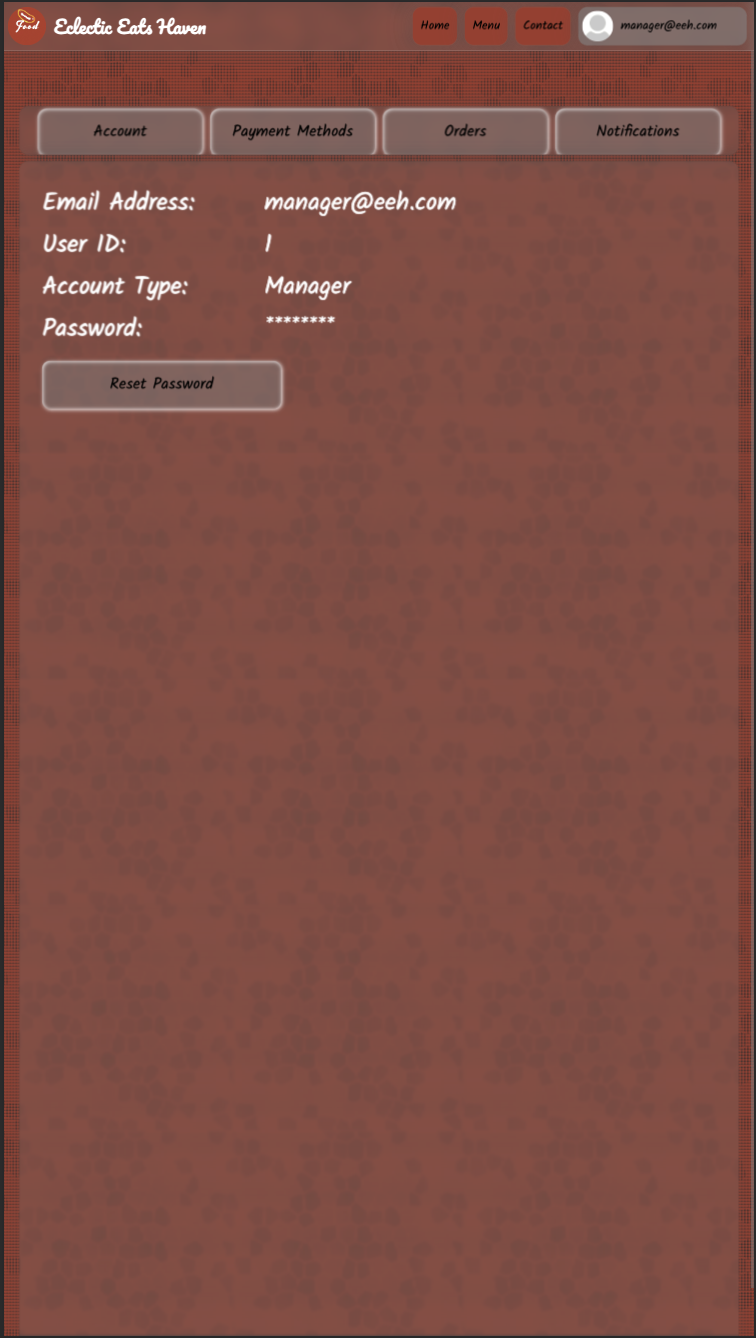 Food
Eclectic Eats Haven
Home
Menu
Contact
manager@eeh.com
Account
Payment Methods
Orders
Notifications
Email Address: manager@eeh.com
User ID: 1
Account Type: Manager
Password: ********
Reset Password